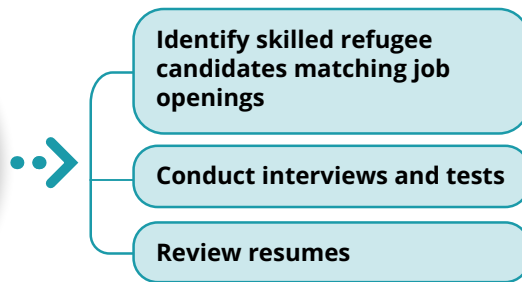 Identify skilled refugee
candidates matching job
openings
Conduct interviews and tests
Review resumes